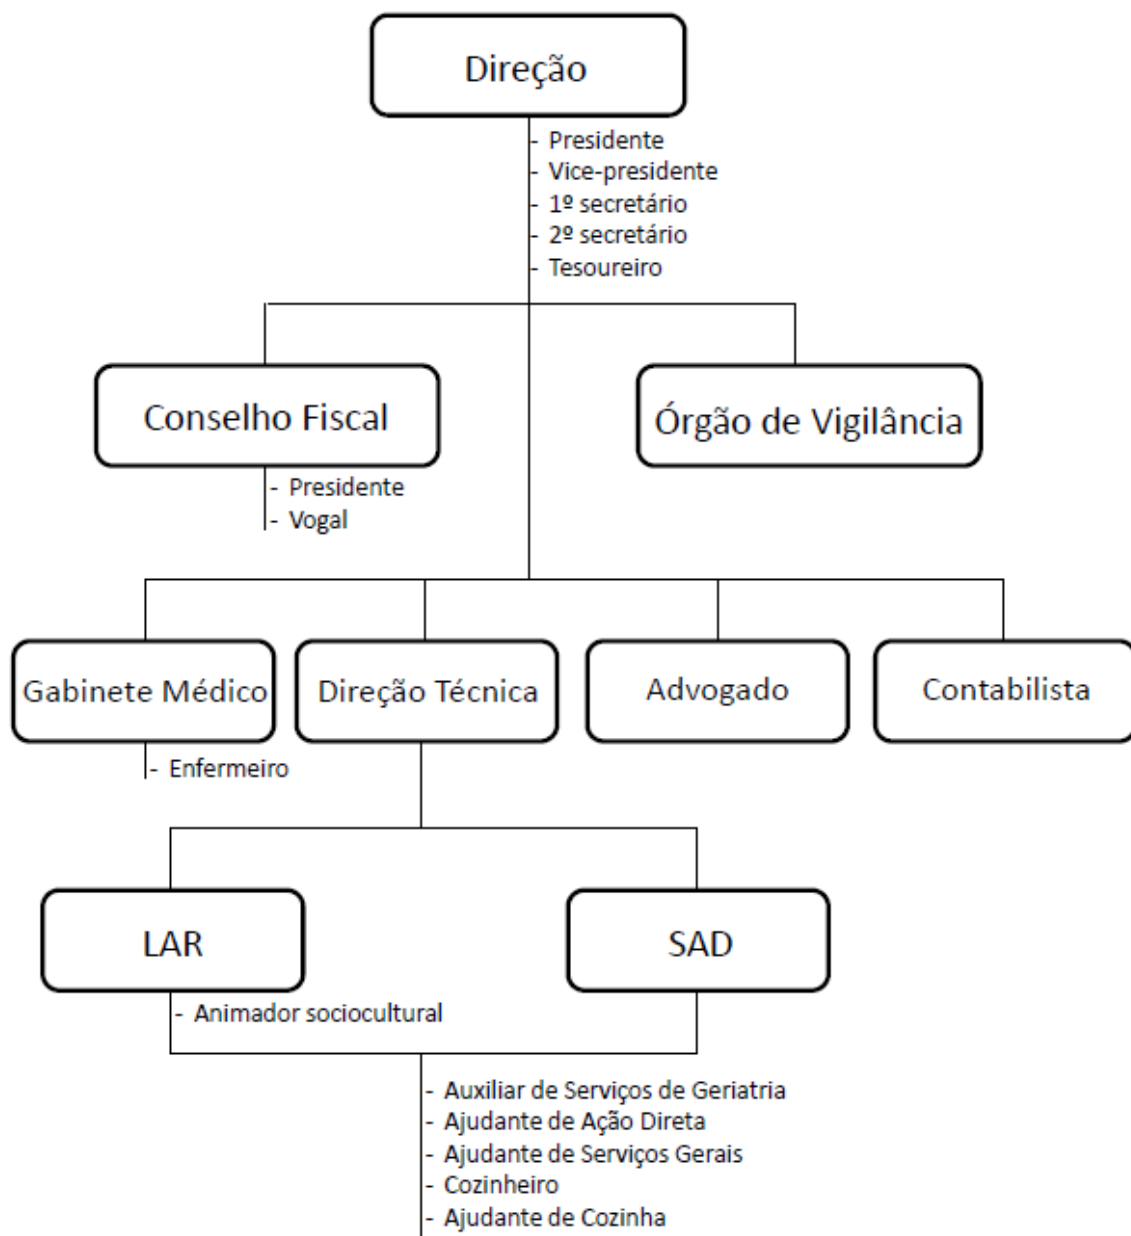 Direção
- Presidente
- Vice-presidente
- 1º secretário
- 2º secretário
- Tesoureiro
Conselho Fiscal
Órgão de Vigilância
- Presidente
- Vogal
Gabinete Médico
Direção Técnica
Advogado
Contabilista
- Enfermeiro
LAR
SAD
- Animador sociocultural
- Auxiliar de Serviços de Geriatria
- Ajudante de Ação Direta
- Ajudante de Serviços Gerais
- Cozinheiro
- Ajudante de Cozinha